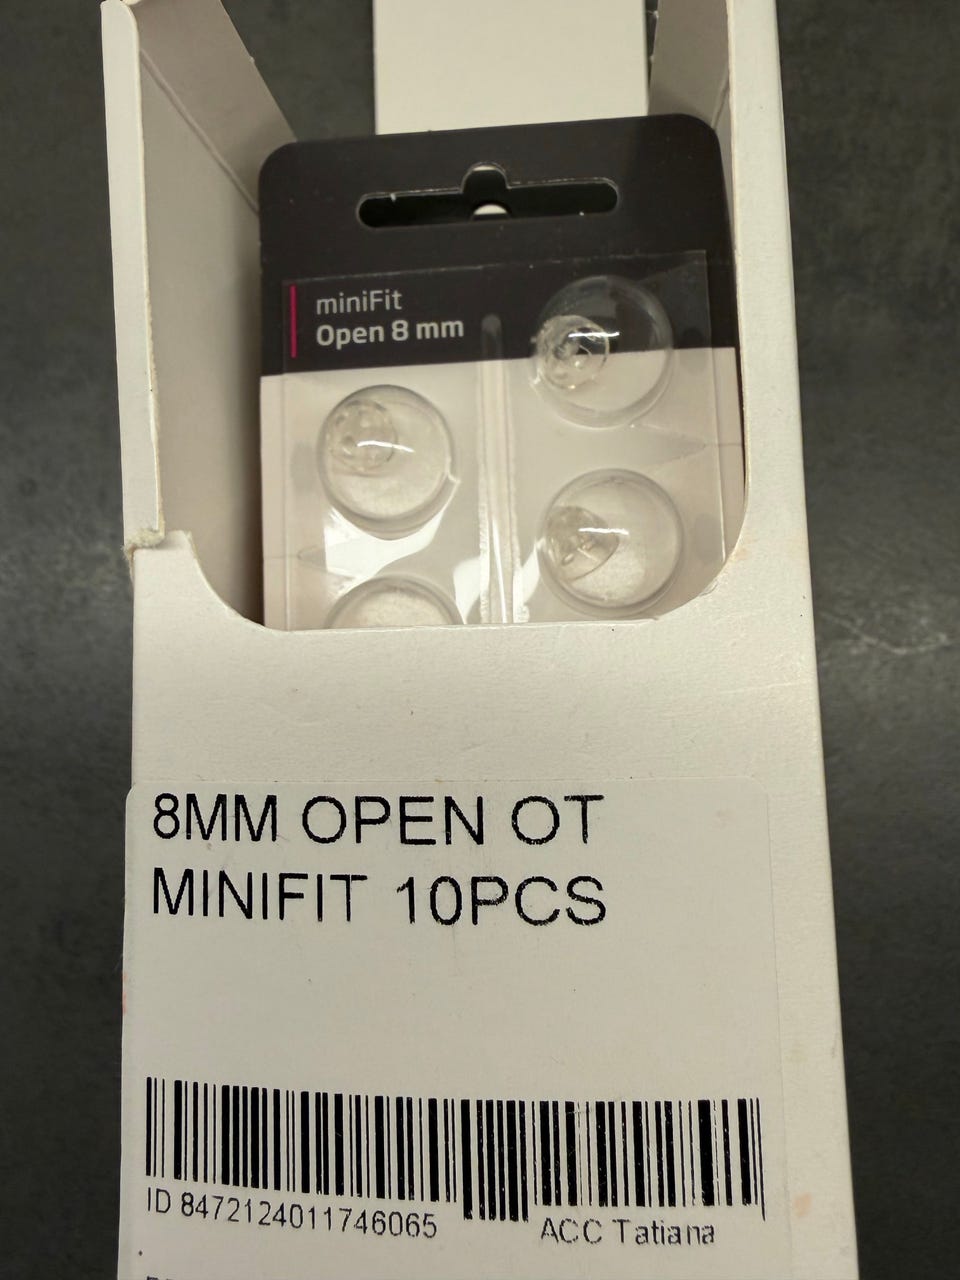 miniFit
Open 8 mm
8MM OPEN OT
MINIFIT 10PCS
ID 8472124011746065
ACC Tatiana